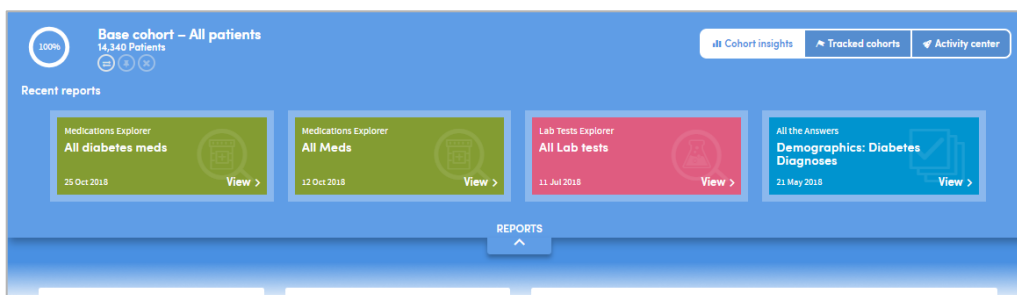 100%
Base cohort – All patients
14,340 Patients
Cohort insights
Tracked cohorts
Activity center
Recent reports
Medications Explorer
All diabetes meds
25 Oct 2018
View >
Medications Explorer
All Meds
12 Oct 2018
View >
Lab Tests Explorer
All Lab tests
11 Jul 2018
View >
All the Answers
Demographics: Diabetes
Diagnoses
21 May 2018
View >
REPORTS